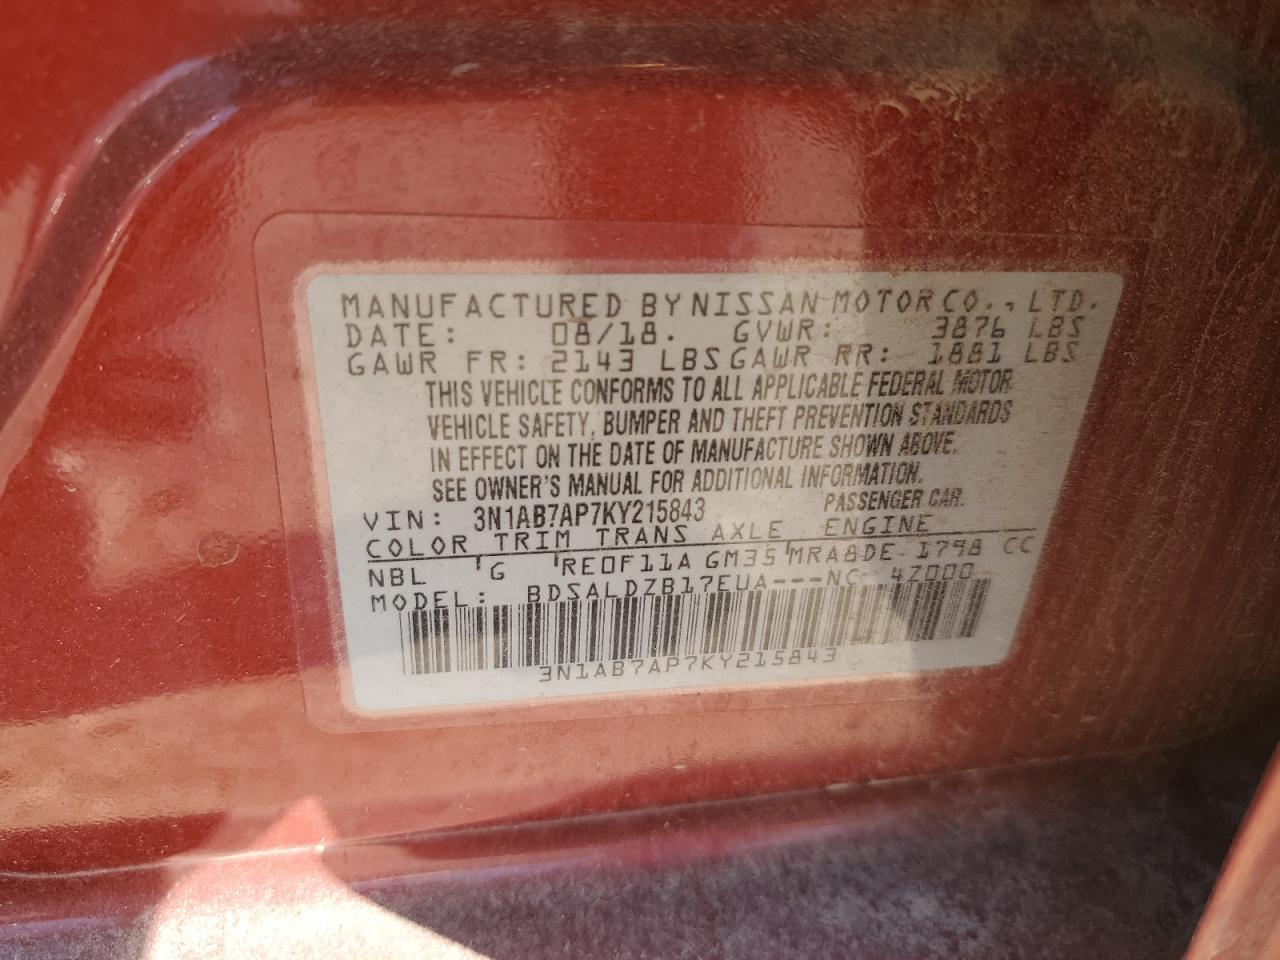 MANUFACTURED BY NISSAN MOTOR CO., LTD.
DATE: 08/18. GVWR: 3876 LBS
GAWR FR: 2143 LBS GAWR RR: 1881 LBS
THIS VEHICLE CONFORMS TO ALL APPLICABLE FEDERAL MOTOR
VEHICLE SAFETY, BUMPER AND THEFT PREVENTION STANDARDS
IN EFFECT ON THE DATE OF MANUFACTURE SHOWN ABOVE.
SEE OWNER'S MANUAL FOR ADDITIONAL INFORMATION.
VIN: 3N1AB7AP7KY215843 PASSENGER CAR.
COLOR TRIM TRANS AXLE ENGINE
NBL G RE0F11A GM35 MRA8DE 1798 CC
MODEL: BDSALDZB17EUA---NC 4Z000
3N1AB7AP7KY215843